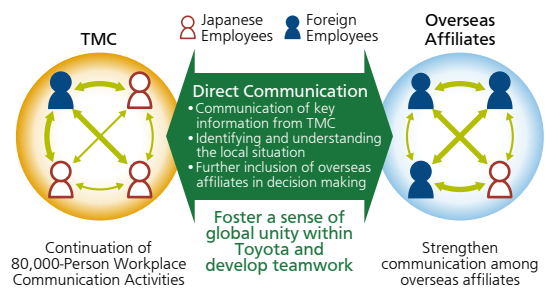 Japanese
Employees
Foreign
Employees
TMC
Overseas
Affiliates
Direct Communication
•Communication of key
information from TMC
•Identifying and understanding
the local situation
•Further inclusion of overseas
affiliates in decision making
Foster a sense of
global unity within
Toyota and
develop teamwork
Continuation of
80,000-Person Workplace
Communication Activities
Strengthen
communication among
overseas affiliates